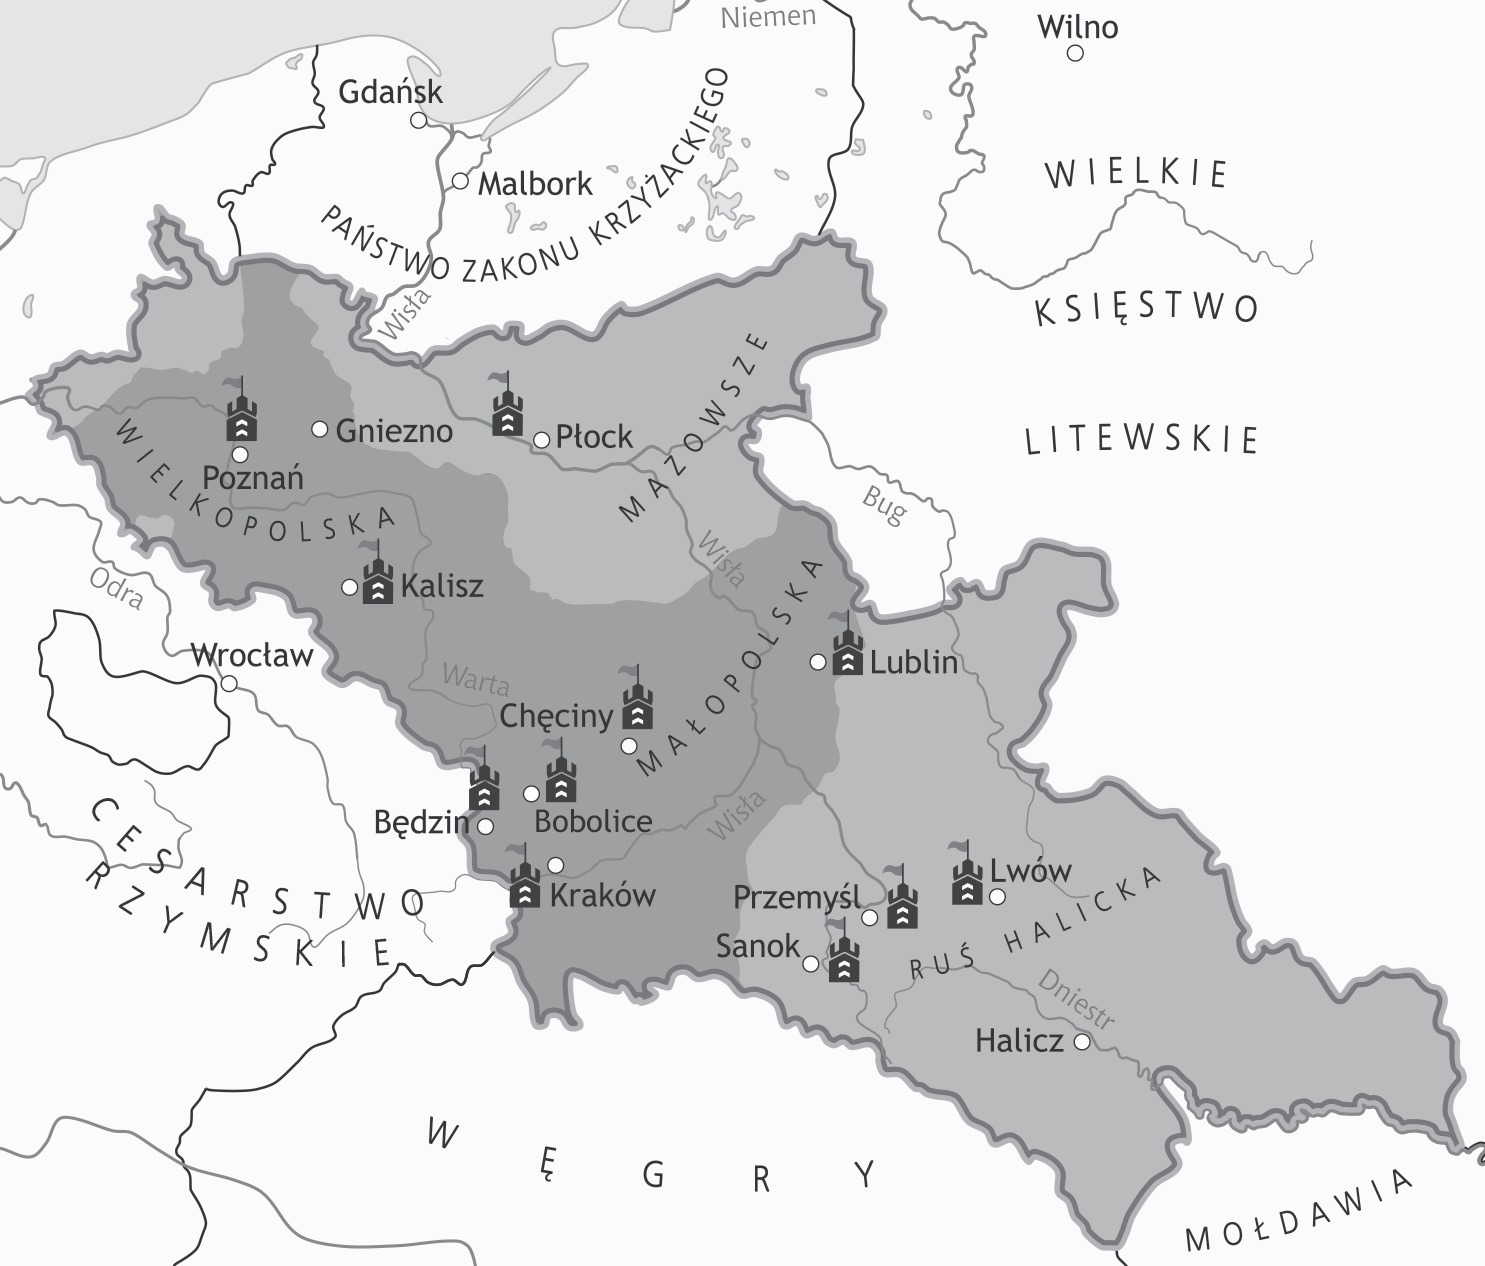 Niemen
Wilno
Gdańsk
Malbork
PAŃSTWO ZAKONU KRZYŻACKIEGO
WIELKIE
KSIĘSTWO
LITEWSKIE
Wisła
MAZOWSZE
Gniezno
Płock
Poznań
WIELKOPOLSKA
Bug
Wisła
Odra
Kalisz
Wrocław
Warta
Lublin
Chęciny
MAŁOPOLSKA
Będzin
Bobolice
Wisła
CESARSTWO
RZYMSKIE
Kraków
Przemyśl
Lwów
Sanok
RUŚ HALICKA
Dniestr
Halicz
WĘGRY
MOŁDAWIA